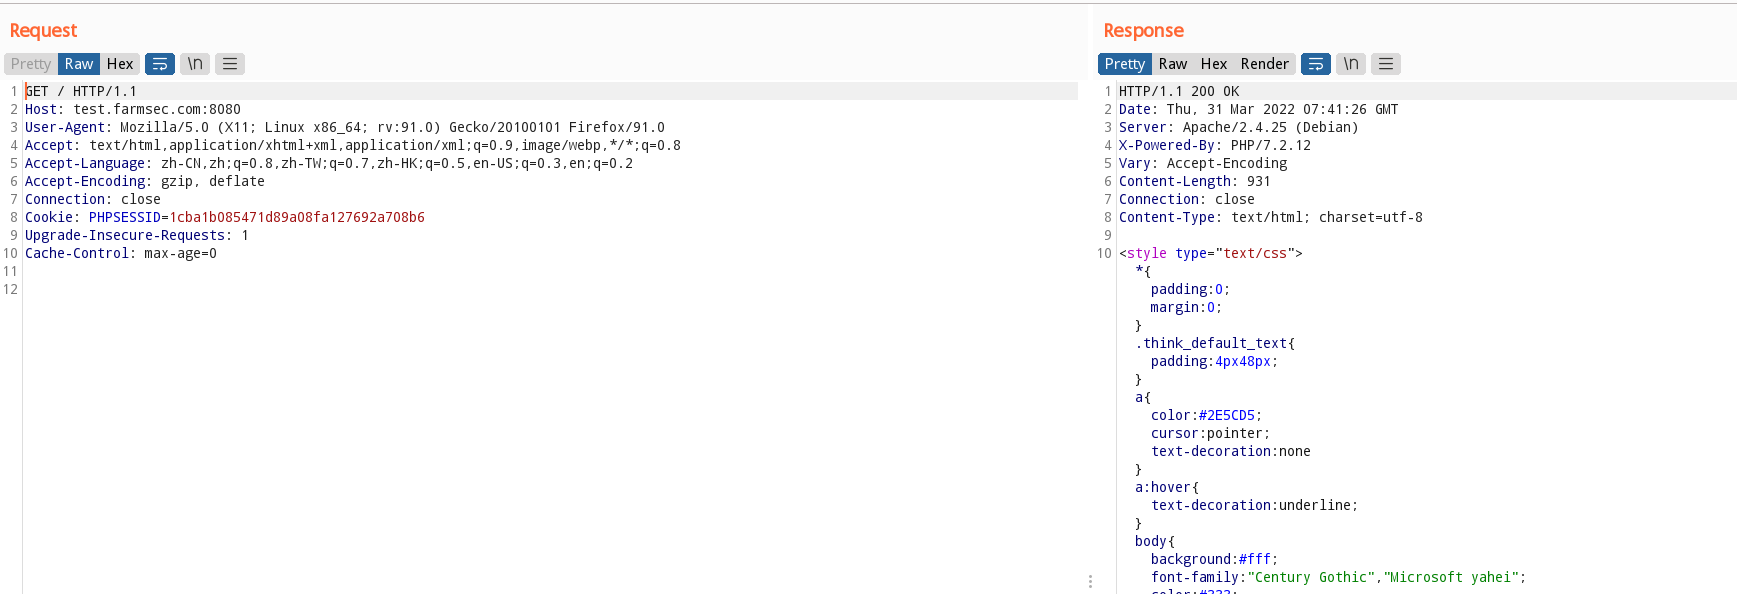 Request
Pretty Raw Hex \n
1 GET / HTTP/1.1
2 Host: test.farmsec.com:8080
3 User-Agent: Mozilla/5.0 (X11; Linux x86_64; rv:91.0) Gecko/20100101 Firefox/91.0
4 Accept: text/html,application/xhtml+xml,application/xml;q=0.9,image/webp,*/*;q=0.8
5 Accept-Language: zh-CN,zh;q=0.8,zh-TW;q=0.7,zh-HK;q=0.5,en-US;q=0.3,en;q=0.2
6 Accept-Encoding: gzip, deflate
7 Connection: close
8 Cookie: PHPSESSID=1cba1b085471d89a08fa127692a708b6
9 Upgrade-Insecure-Requests: 1
10 Cache-Control: max-age=0
11
12
Response
Pretty Raw Hex Render \n
1 HTTP/1.1 200 OK
2 Date: Thu, 31 Mar 2022 07:41:26 GMT
3 Server: Apache/2.4.25 (Debian)
4 X-Powered-By: PHP/7.2.12
5 Vary: Accept-Encoding
6 Content-Length: 931
7 Connection: close
8 Content-Type: text/html; charset=utf-8
9
10 <style type="text/css">
*{
padding:0;
margin:0;
}
.think_default_text{
padding:4px48px;
}
a{
color:#2E5CD5;
cursor:pointer;
text-decoration:none
}
a:hover{
text-decoration:underline;
}
body{
background:#fff;
font-family:"Century Gothic","Microsoft yahei";
color:#333;